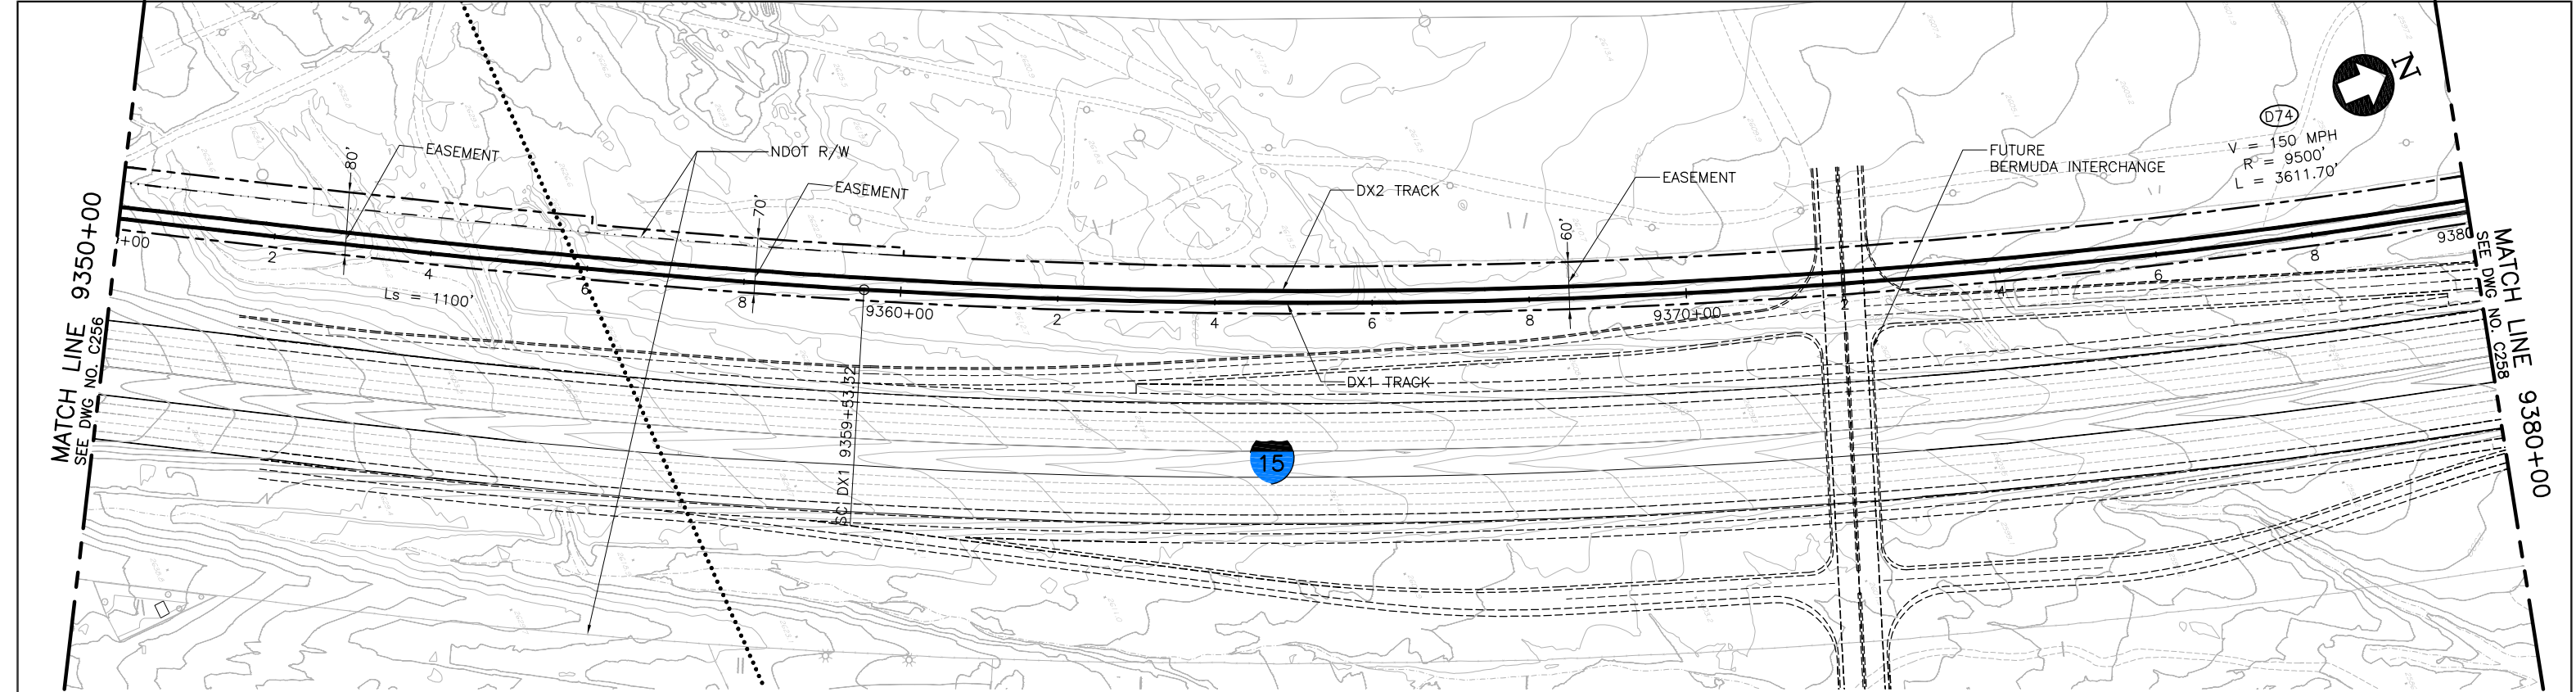 MATCH LINE 9350+00
SEE DWG NO. C256
80'
EASEMENT
NDOT R/W
70'
EASEMENT
DX2 TRACK
EASEMENT
60'
FUTURE
BERMUDA INTERCHANGE
D74
V = 150 MPH
R = 9500'
L = 3611.70'
N
+00
2
4
6
8
9360+00
2
4
6
8
9370+00
2
4
6
8
9380
Ls = 1100'
SC DX1 9359+53.32
DX1 TRACK
15
MATCH LINE 9380+00
SEE DWG NO. C258